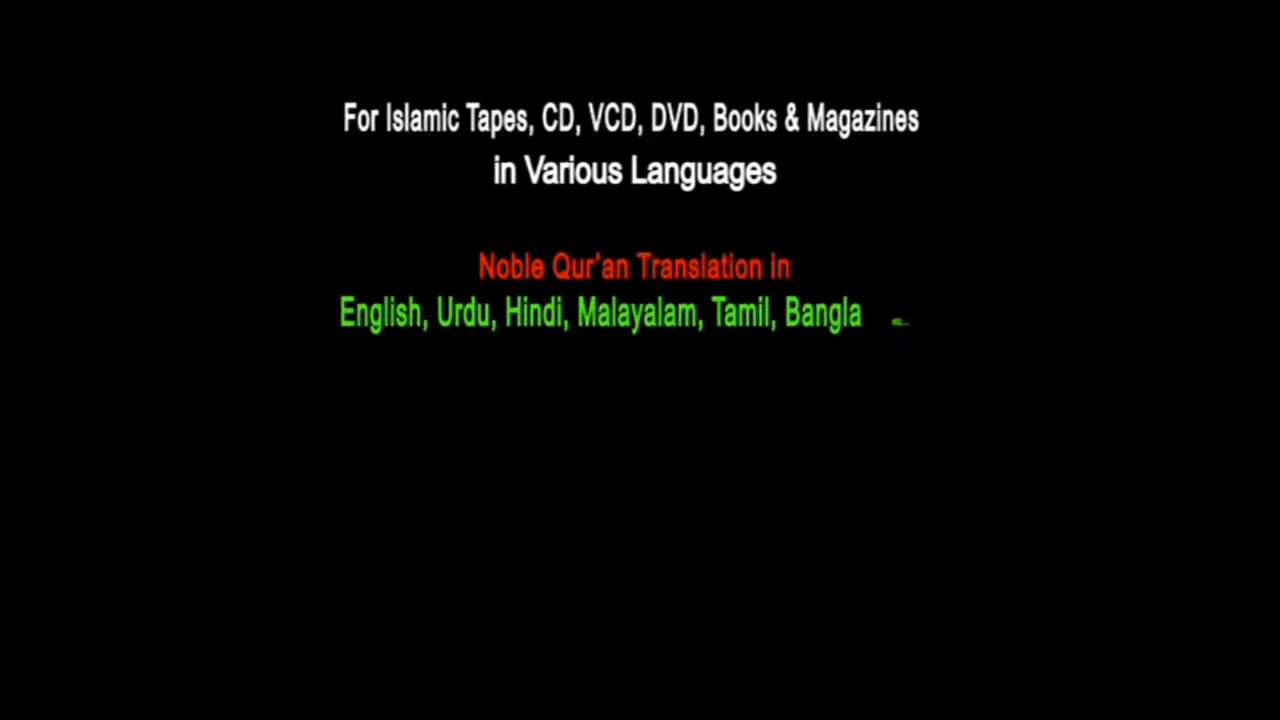 For Islamic Tapes, CD, VCD, DVD, Books & Magazines
in Various Languages
Noble Qur'an Translation in
English, Urdu, Hindi, Malayalam, Tamil, Bangla